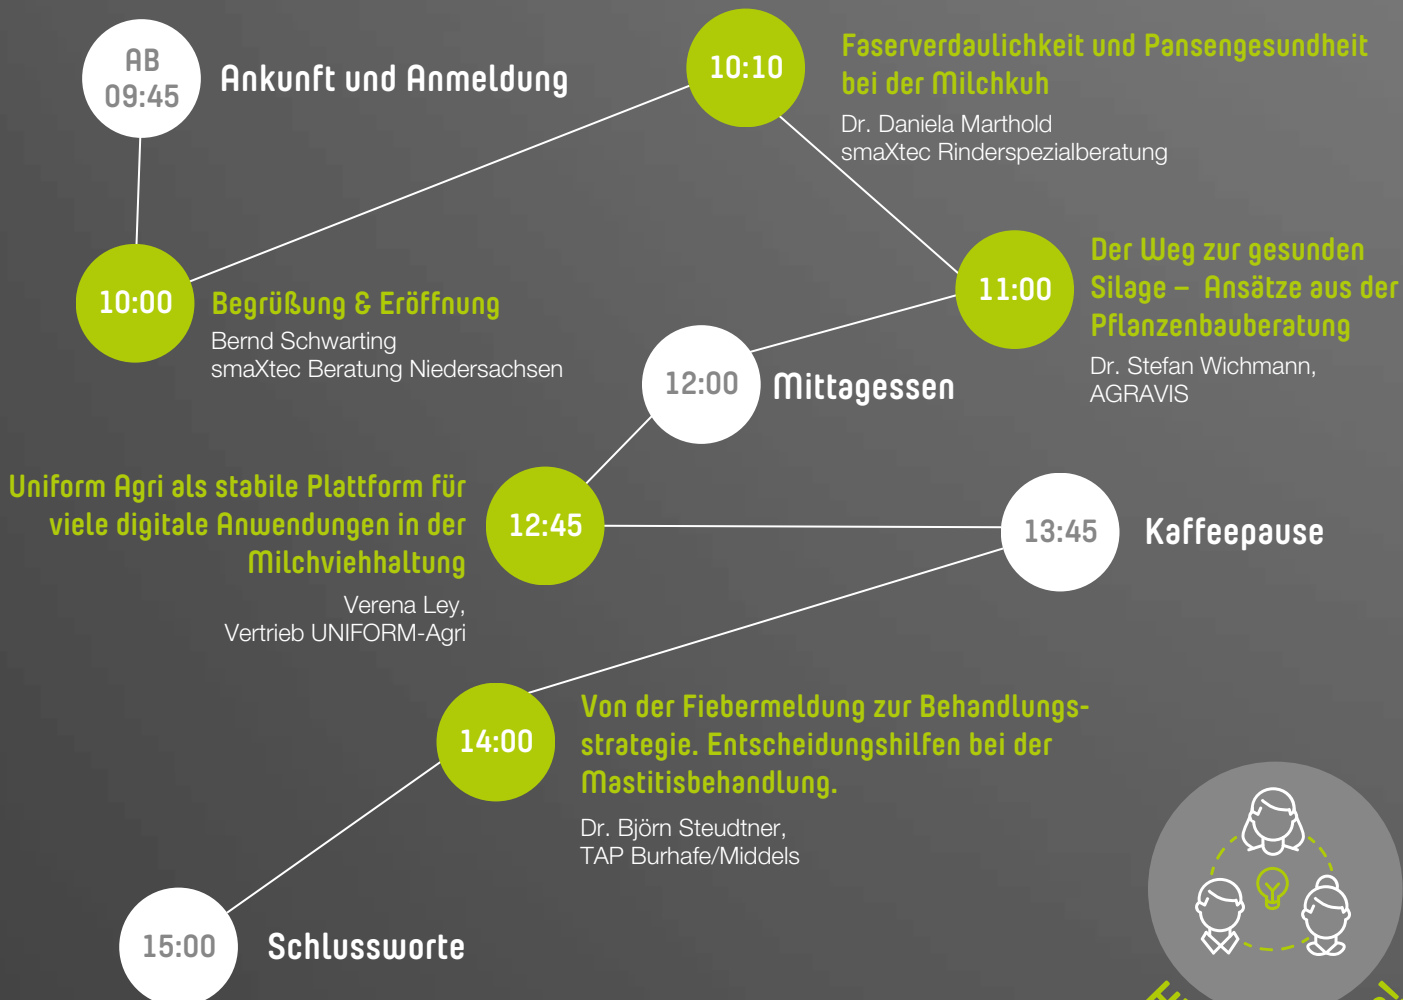 AB
09:45
Ankunft und Anmeldung
10:00
Begrüßung & Eröffnung
Bernd Schwarting
smaXtec Beratung Niedersachsen
10:10
Faserverdaulichkeit und Pansengesundheit
bei der Milchkuh
Dr. Daniela Marthold
smaXtec Rinderspezialberatung
11:00
Der Weg zur gesunden
Silage – Ansätze aus der
Pflanzenbauberatung
Dr. Stefan Wichmann,
AGRAVIS
12:00
Mittagessen
12:45
Uniform Agri als stabile Plattform für
viele digitale Anwendungen in der
Milchviehhaltung
Verena Ley,
Vertrieb UNIFORM-Agri
13:45
Kaffeepause
14:00
Von der Fiebermeldung zur Behandlungs-
strategie. Entscheidungshilfen bei der
Mastitisbehandlung.
Dr. Björn Steudtner,
TAP Burhafe/Middels
15:00
Schlussworte